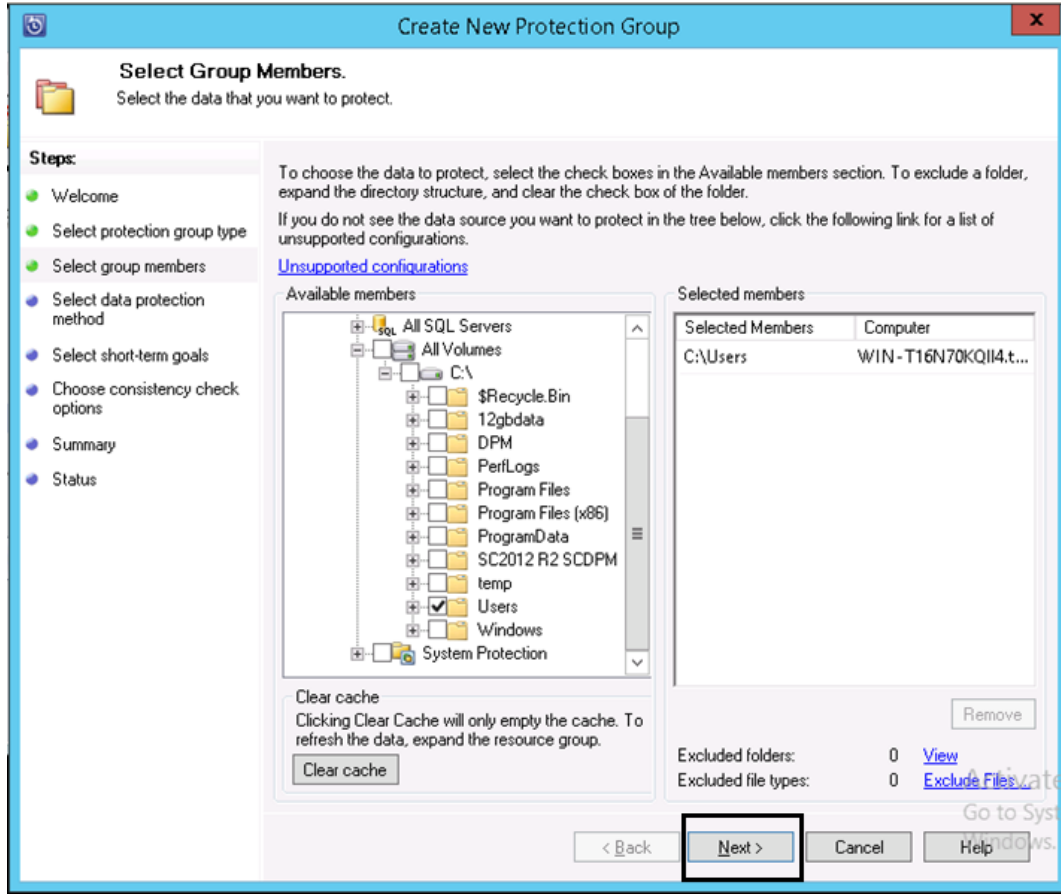 Create New Protection Group
x
Select Group Members.
Select the data that you want to protect.
Steps:
Welcome
Select protection group type
Select group members
Select data protection
method
Select short-term goals
Choose consistency check
options
Summary
Status
To choose the data to protect, select the check boxes in the Available members section. To exclude a folder,
expand the directory structure, and clear the check box of the folder.
If you do not see the data source you want to protect in the tree below, click the following link for a list of
unsupported configurations.
Unsupported configurations
Available members
SQL All SQL Servers
All Volumes
C:\
$Recycle.Bin
12gbdata
DPM
PerfLogs
Program Files
Program Files (x86)
ProgramData
SC2012 R2 SCDPM
temp
Users
Windows
System Protection
Clear cache
Clicking Clear Cache will only empty the cache. To
refresh the data, expand the resource group.
Clear cache
Selected members
Selected Members Computer
C:\Users WIN-T16N70KQII4.t...
Remove
Excluded folders: 0 View
Excluded file types: 0 Exclude Files...
Activate
Go to Syst
Windows.
< Back Next > Cancel Help